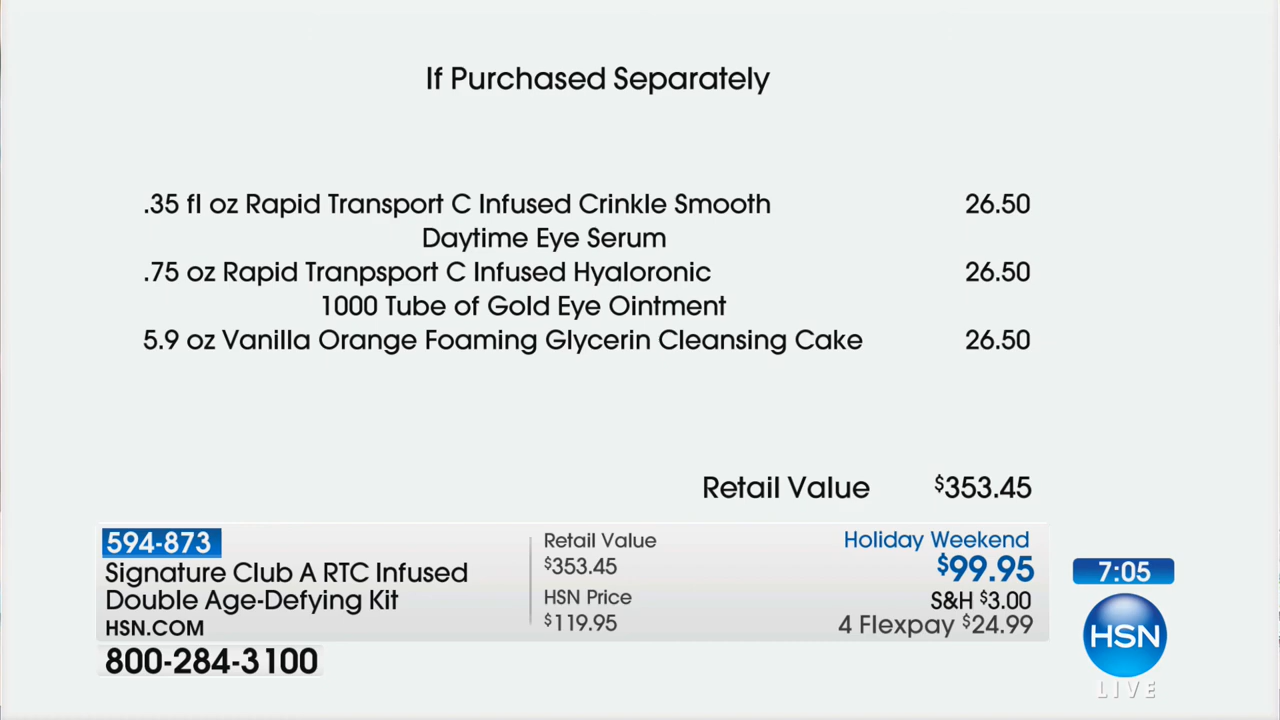 If Purchased Separately
.35 fl oz Rapid Transport C Infused Crinkle Smooth 26.50
Daytime Eye Serum
.75 oz Rapid Tranpsport C Infused Hyaloronic 26.50
1000 Tube of Gold Eye Ointment
5.9 oz Vanilla Orange Foaming Glycerin Cleansing Cake 26.50
Retail Value $353.45
594-873
Signature Club A RTC Infused
Double Age-Defying Kit
HSN.COM
800-284-3100
Retail Value
$353.45
HSN Price
$119.95
Holiday Weekend
$99.95
S&H $3.00
4 Flexpay $24.99
7:05
HSN
LIVE